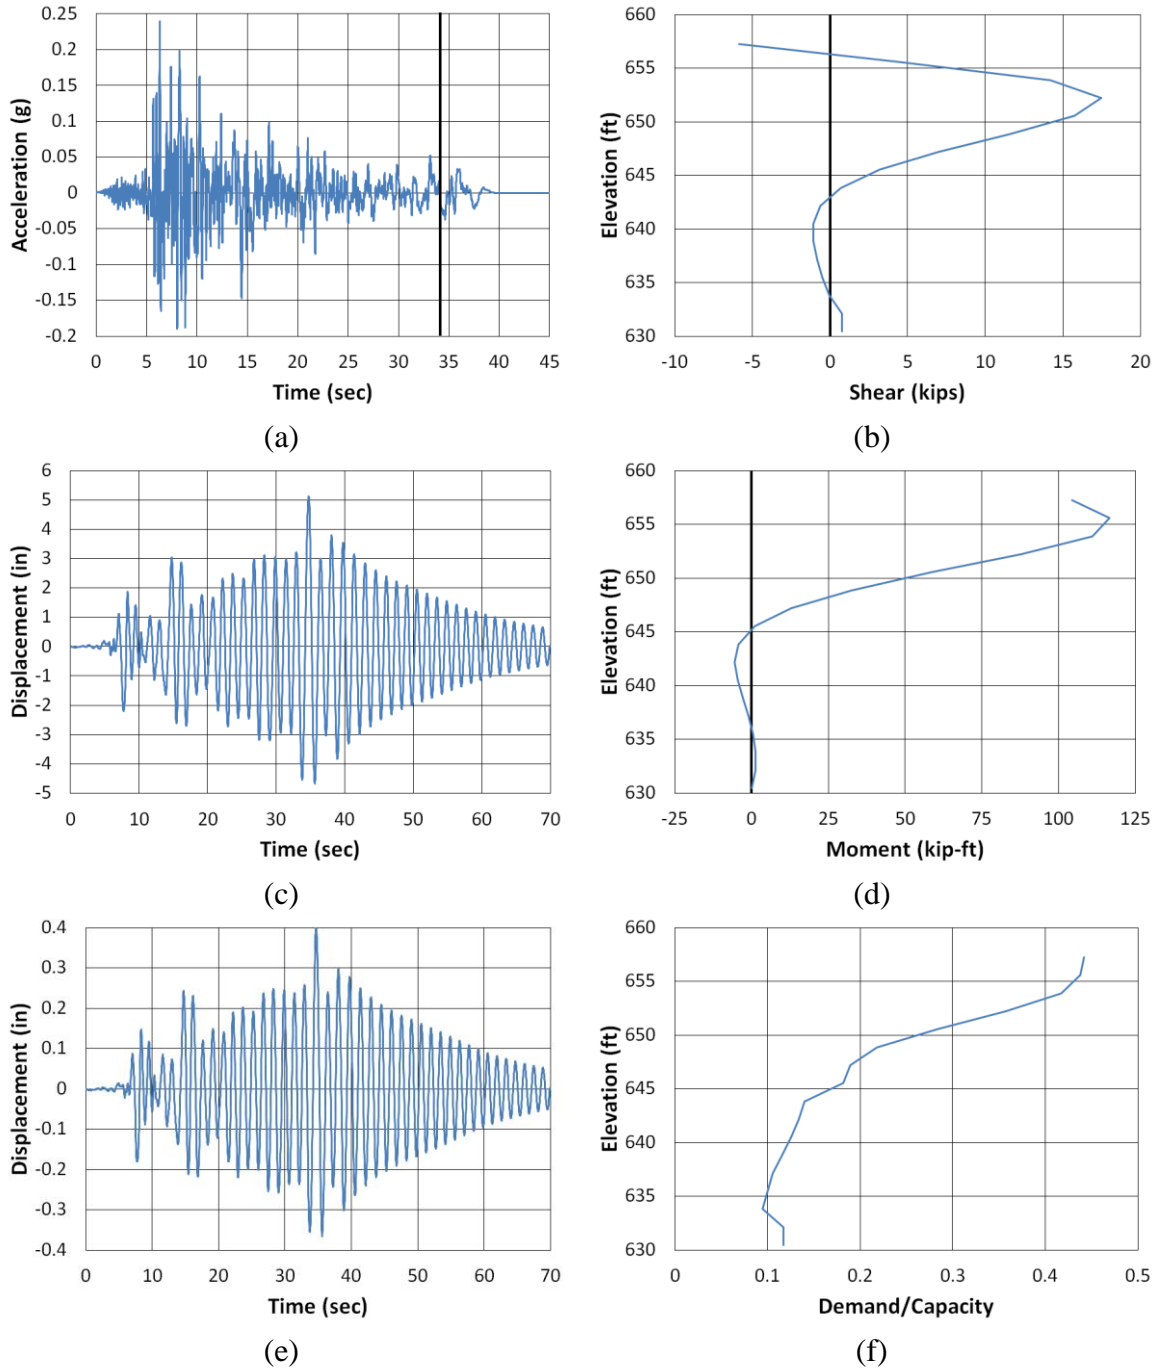 0.25
0.2
0.15
0.1
0.05
0
-0.05
-0.1
-0.15
-0.2
Acceleration (g)
0 5 10 15 20 25 30 35 40 45
Time (sec)
(a)
660
655
650
645
640
635
630
Elevation (ft)
-10 -5 0 5 10 15 20
Shear (kips)
(b)
6
5
4
3
2
1
0
-1
-2
-3
-4
-5
Displacement (in)
0 10 20 30 40 50 60 70
Time (sec)
(c)
660
655
650
645
640
635
630
Elevation (ft)
-25 0 25 50 75 100 125
Moment (kip-ft)
(d)
0.4
0.3
0.2
0.1
0
-0.1
-0.2
-0.3
-0.4
Displacement (in)
0 10 20 30 40 50 60 70
Time (sec)
(e)
660
655
650
645
640
635
630
Elevation (ft)
0 0.1 0.2 0.3 0.4 0.5
Demand/Capacity
(f)